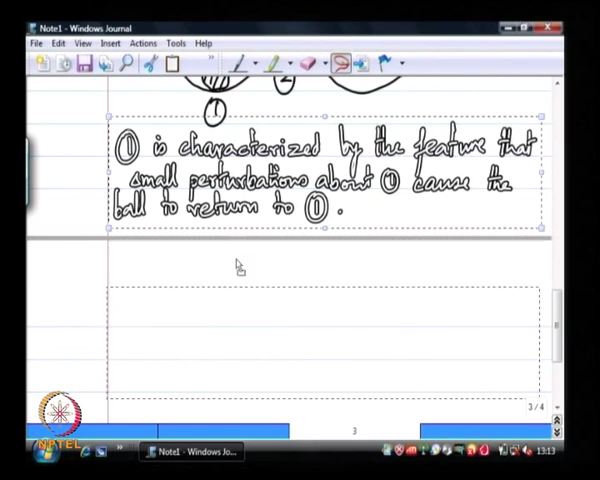 Note1 - Windows Journal
File Edit View Insert Actions Tools Help
2
1
① is characterized by the feature that
small perturbations about ① cause the
ball to return to ①.
3 / 4
3
NPTEL
Note1 - Windows Jo...
13:13